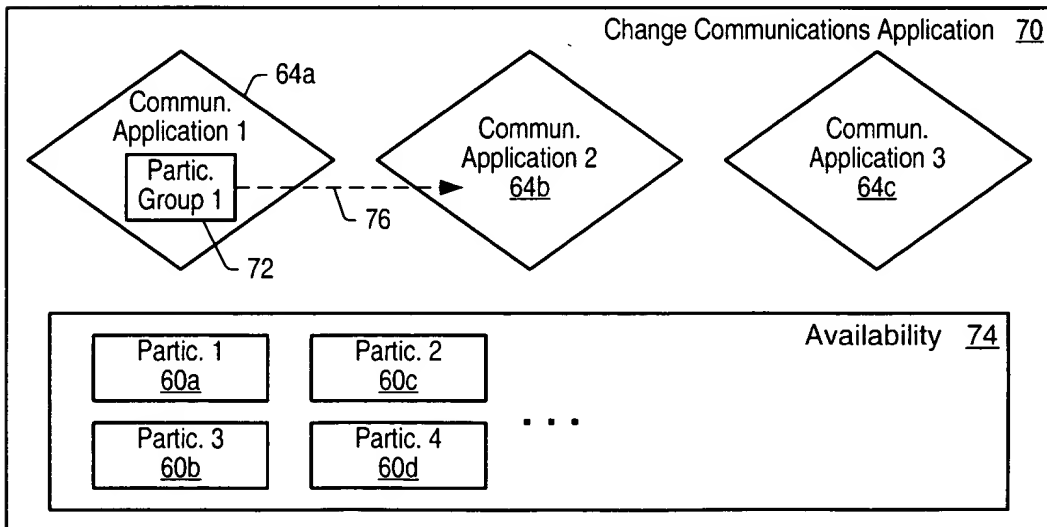 Change Communications Application 70
64a
Commun.
Application 1
Partic.
Group 1
72
76
Commun.
Application 2
64b
Commun.
Application 3
64c
Availability 74
Partic. 1
60a
Partic. 2
60c
Partic. 3
60b
Partic. 4
60d
...